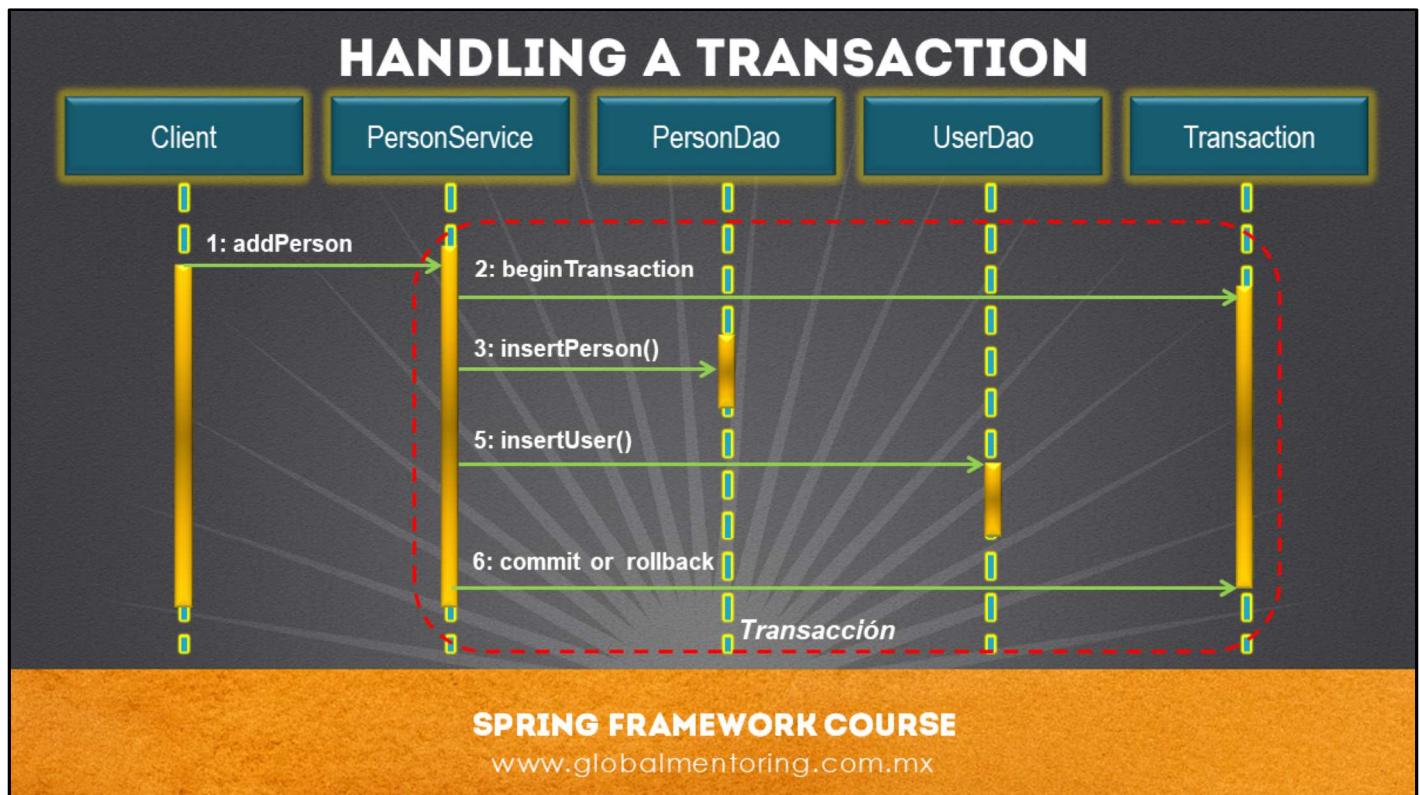 HANDLING A TRANSACTION
Client
PersonService
PersonDao
UserDao
Transaction
1: addPerson
2: beginTransaction
3: insertPerson()
5: insertUser()
6: commit or rollback
Transacción
SPRING FRAMEWORK COURSE
www.globalmentoring.com.mx